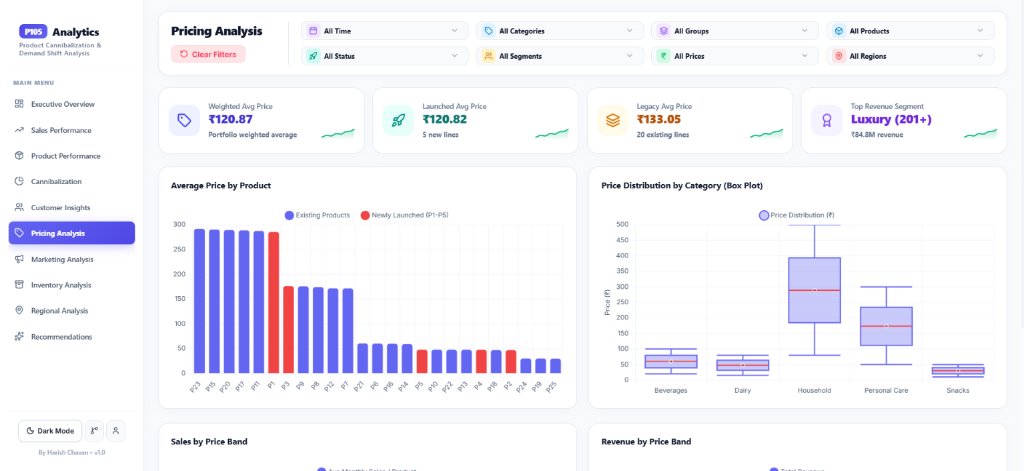 P105 Analytics
Product Cannibalization &
Demand Shift Analysis
MAIN MENU
Executive Overview
Sales Performance
Product Performance
Cannibalization
Customer Insights
Pricing Analysis
Marketing Analysis
Inventory Analysis
Regional Analysis
Recommendations
Dark Mode
By Harish Chavan • v1.0
Pricing Analysis
Clear Filters
All Time
All Categories
All Groups
All Products
All Status
All Segments
₹ All Prices
All Regions
Weighted Avg Price
₹120.87
Portfolio weighted average
Launched Avg Price
₹120.82
5 new lines
Legacy Avg Price
₹133.05
20 existing lines
Top Revenue Segment
Luxury (201+)
₹84.8M revenue
Average Price by Product
Existing Products
Newly Launched (P1-P5)
300
250
200
150
100
50
0
P23 P15 P20 P17 P11 P1 P3 P9 P8 P12 P7 P21 P6 P16 P14 P5 P10 P22 P13 P4 P18 P2 P24 P19 P25
Price Distribution by Category (Box Plot)
Price Distribution (₹)
Price (₹)
500
450
400
350
300
250
200
150
100
50
0
Beverages Dairy Household Personal Care Snacks
Sales by Price Band
Revenue by Price Band